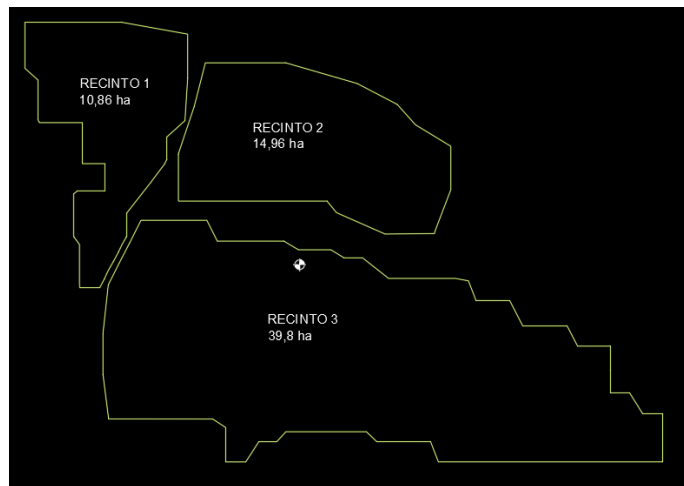 RECINTO 1
10,86 ha
RECINTO 2
14,96 ha
RECINTO 3
39,8 ha